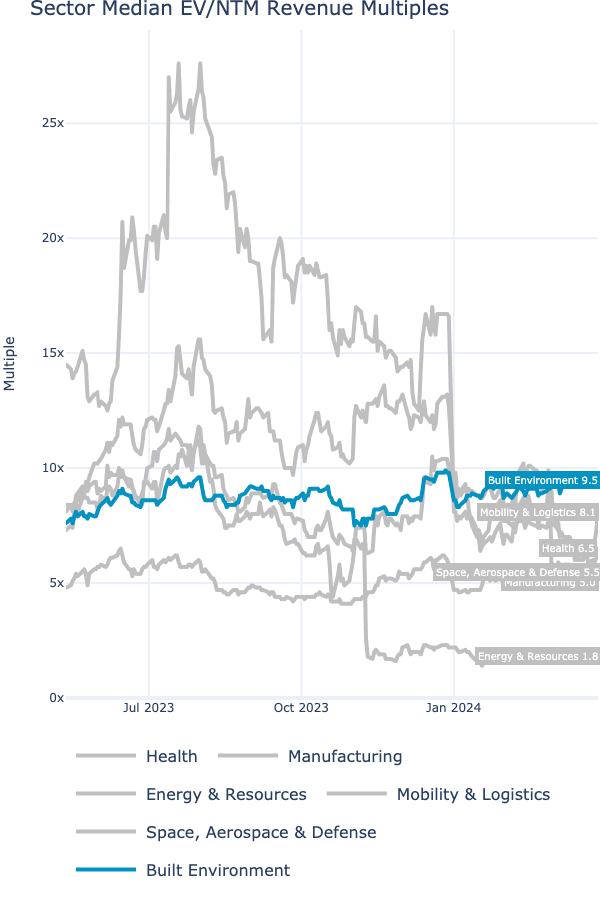 Sector Median EV/NTM Revenue Multiples
Multiple
25x
20x
15x
10x
5x
0x
Jul 2023
Oct 2023
Jan 2024
Built Environment 9.5
Mobility & Logistics 8.1
Health 6.5
Space, Aerospace & Defense 5.5
Manufacturing 5.0
Energy & Resources 1.8
Health
Manufacturing
Energy & Resources
Mobility & Logistics
Space, Aerospace & Defense
Built Environment